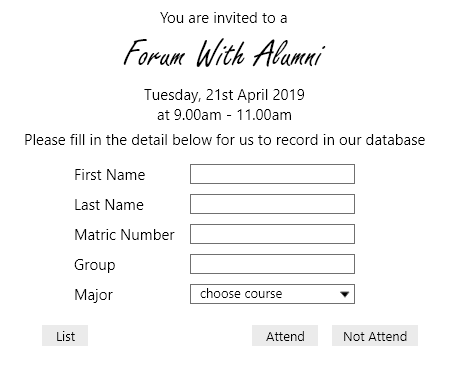 You are invited to a
Forum With Alumni
Tuesday, 21st April 2019
at 9.00am - 11.00am
Please fill in the detail below for us to record in our database
First Name
Last Name
Matric Number
Group
Major choose course
List Attend Not Attend